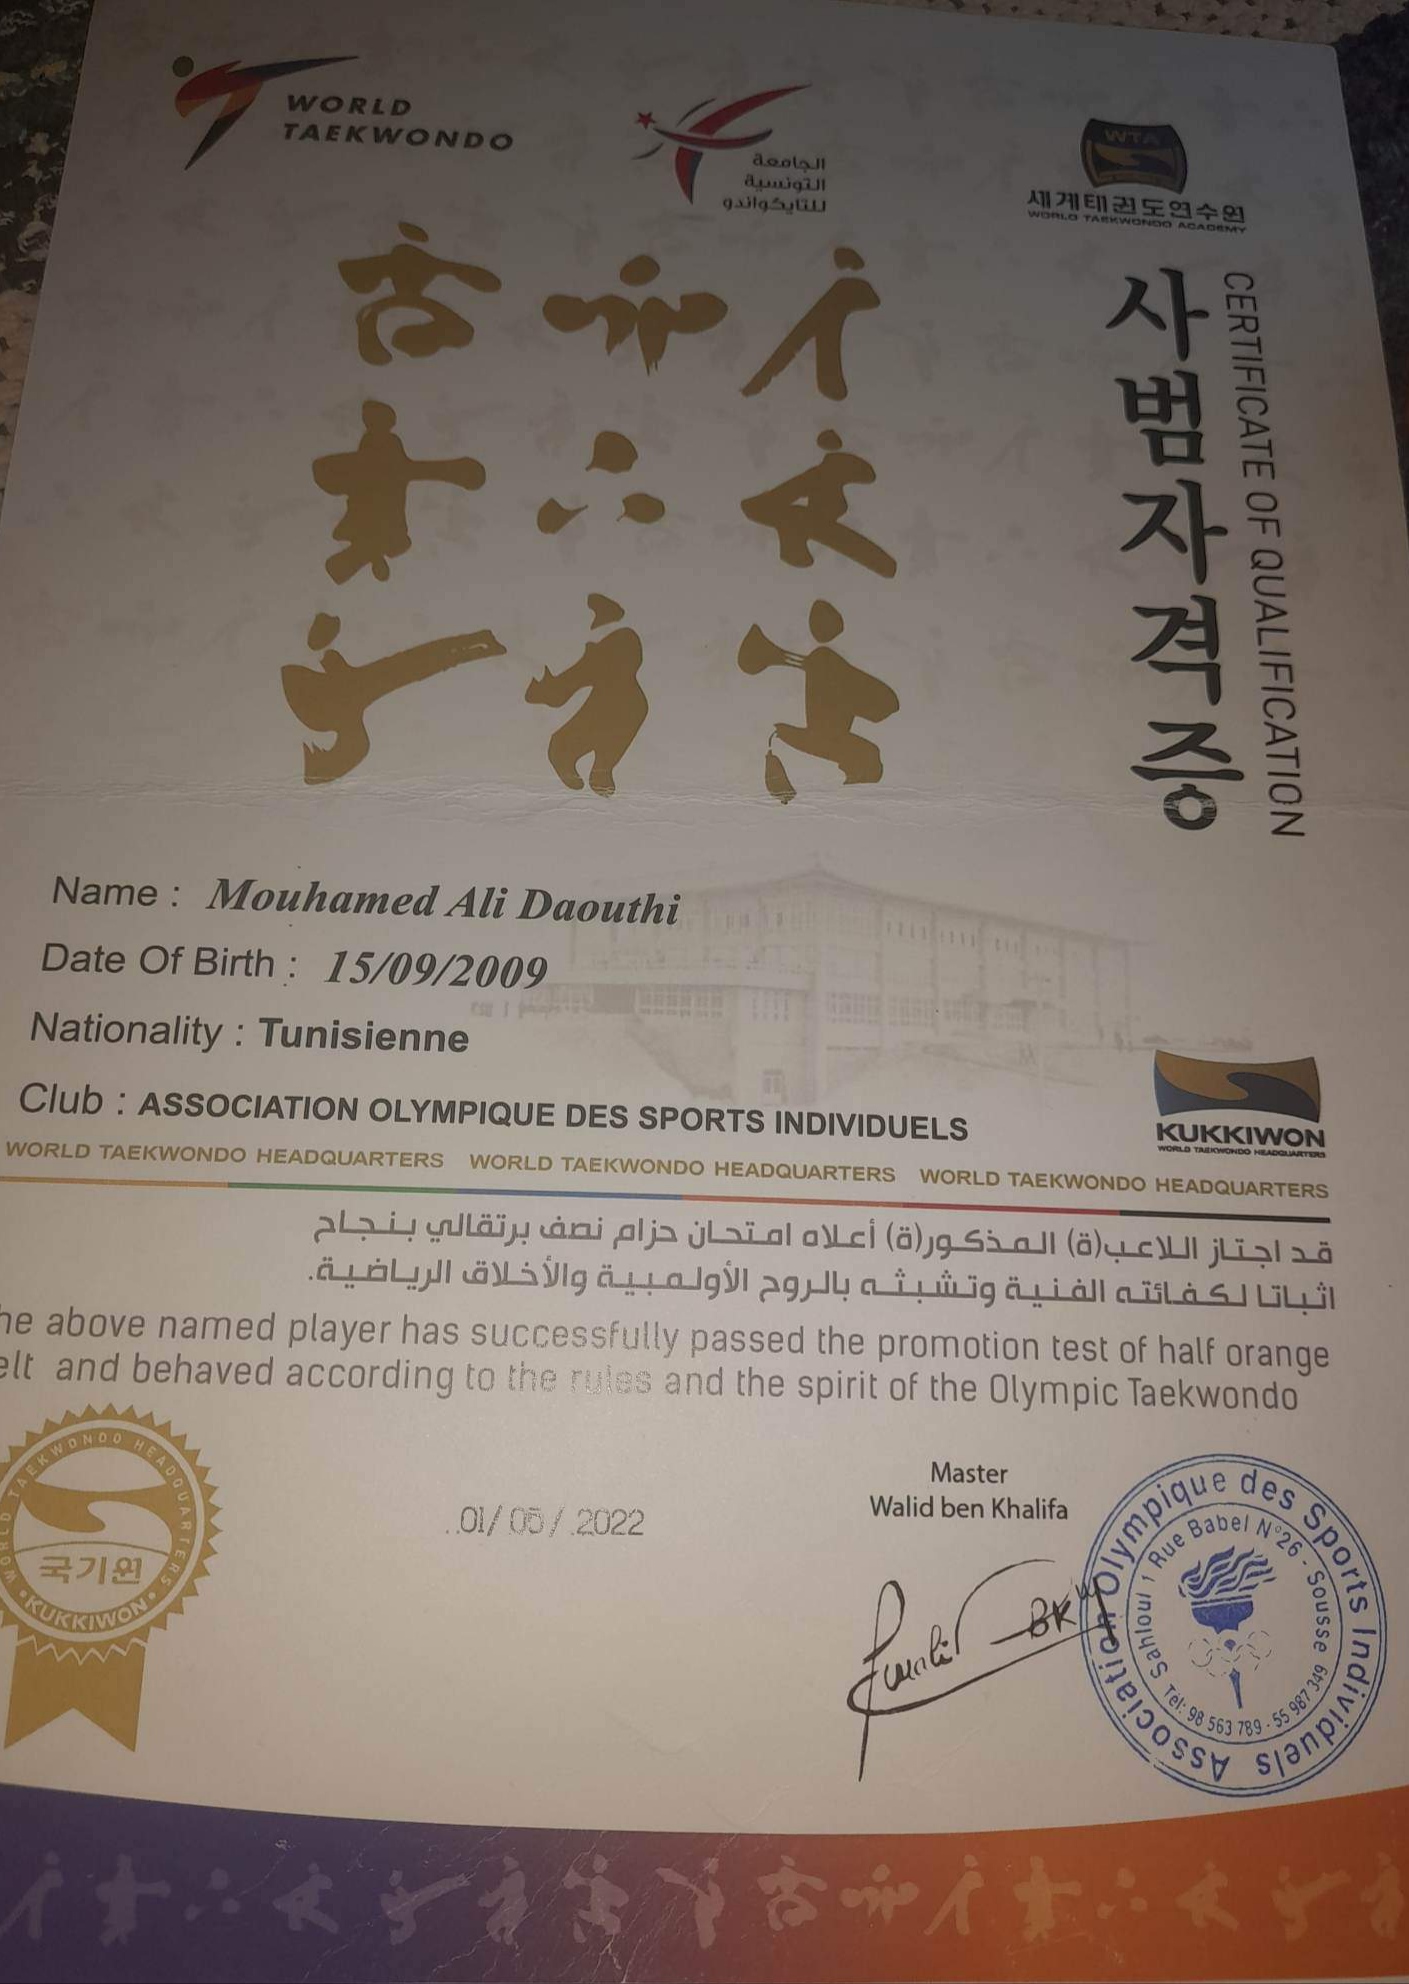 WORLD
TAEKWONDO
الجامعة
التونسية
للتايكواندو
WTA
세계태권도연수원
WORLD TAEKWONDO ACADEMY
사범자격증
CERTIFICATE OF QUALIFICATION
Name : Mouhamed Ali Daouthi
Date Of Birth : 15/09/2009
Nationality : Tunisienne
Club : ASSOCIATION OLYMPIQUE DES SPORTS INDIVIDUELS
KUKKIWON
WORLD TAEKWONDO HEADQUARTERS
WORLD TAEKWONDO HEADQUARTERS WORLD TAEKWONDO HEADQUARTERS WORLD TAEKWONDO HEADQUARTERS
قد اجتاز اللاعب(ة) المذكور(ة) أعلاه امتحان حزام نصف برتقالي بنجاح
اثباتا لكفائته الفنية وتشبثه بالروح الأولمبية والأخلاق الرياضية.
he above named player has successfully passed the promotion test of half orange
elt and behaved according to the rules and the spirit of the Olympic Taekwondo
WORLD TAEKWONDO HEADQUARTERS
국기원
KUKKIWON
..01/05/.2022
Master
Walid ben Khalifa
Association Olympique des Sports Individuels
Sahloul 1 Rue Babel N°26 - Sousse
Tél: 98 563 789 - 55 987 349